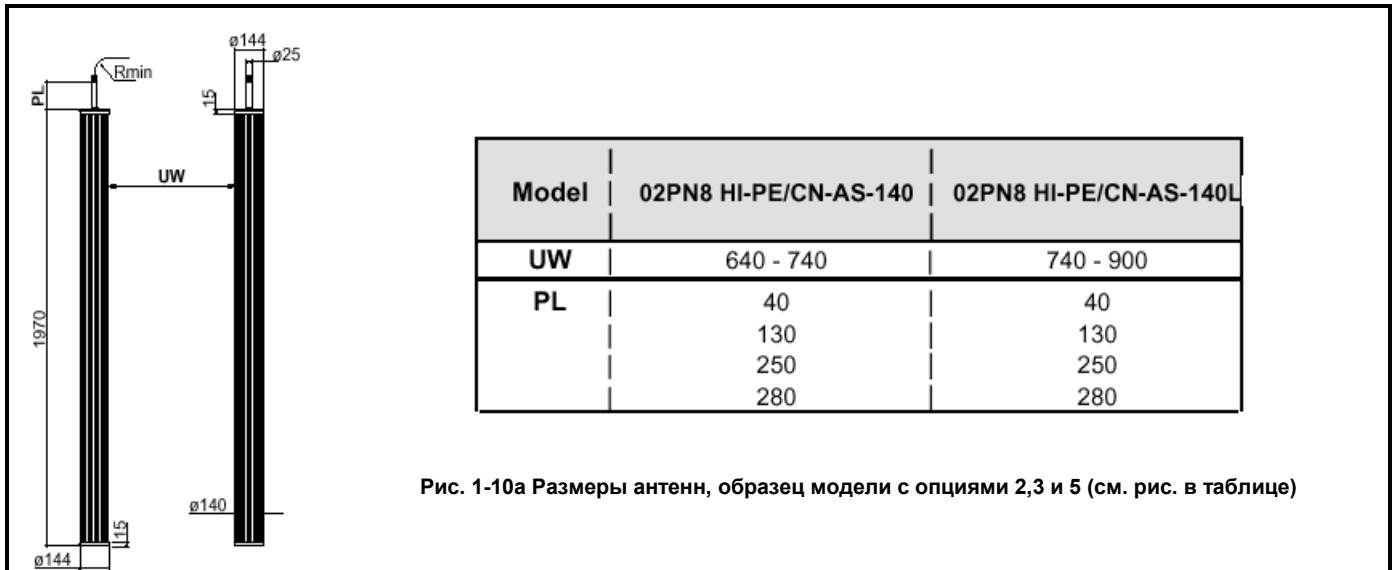 ø144
ø25
Rmin
PL
15
UW
1970
ø140
15
ø144
Model | 02PN8 HI-PE/CN-AS-140 | 02PN8 HI-PE/CN-AS-140L
UW | 640 - 740 | 740 - 900
PL | 40 | 40
| 130 | 130
| 250 | 250
| 280 | 280
Рис. 1-10a Размеры антенн, образец модели с опциями 2,3 и 5 (см. рис. в таблице)